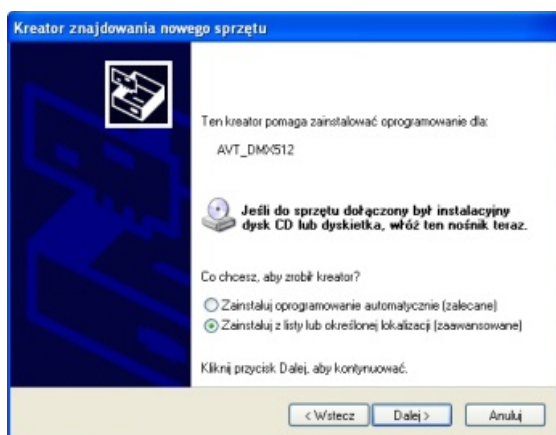 Kreator znajdowania nowego sprzętu
Ten kreator pomaga zainstalować oprogramowanie dla:
AVT_DMX512
Jeśli do sprzętu dołączony był instalacyjny
dysk CD lub dyskietka, włóż ten nośnik teraz.
Co chcesz, aby zrobił kreator?
Zainstaluj oprogramowanie automatycznie (zalecane)
Zainstaluj z listy lub określonej lokalizacji (zaawansowane)
Kliknij przycisk Dalej, aby kontynuować.
< Wstecz
Dalej >
Anuluj